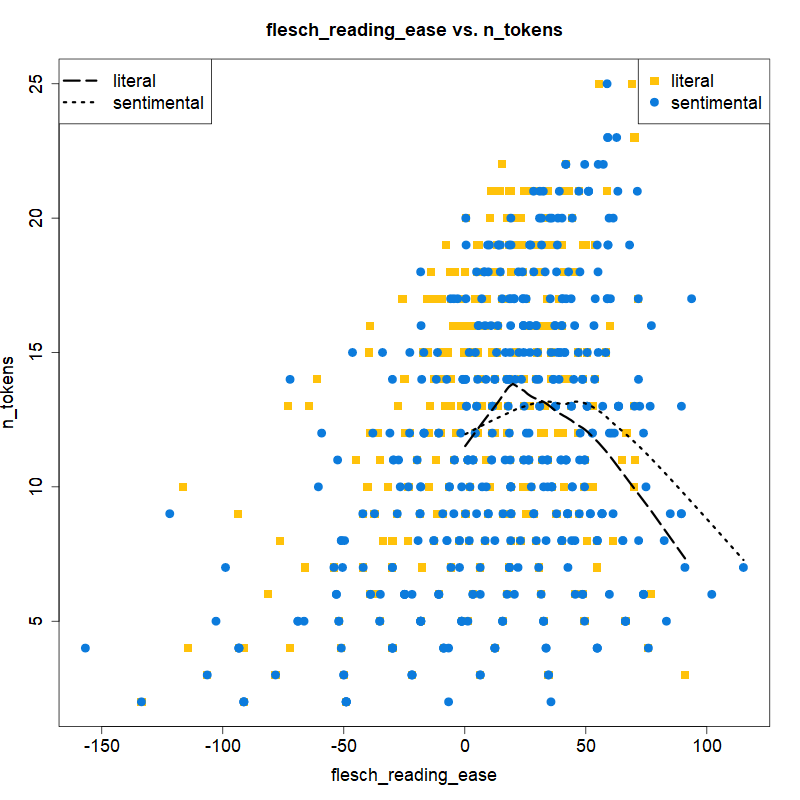 flesch_reading_ease vs. n_tokens
literal
sentimental
literal
sentimental
25
20
15
10
5
n_tokens
-150 -100 -50 0 50 100
flesch_reading_ease